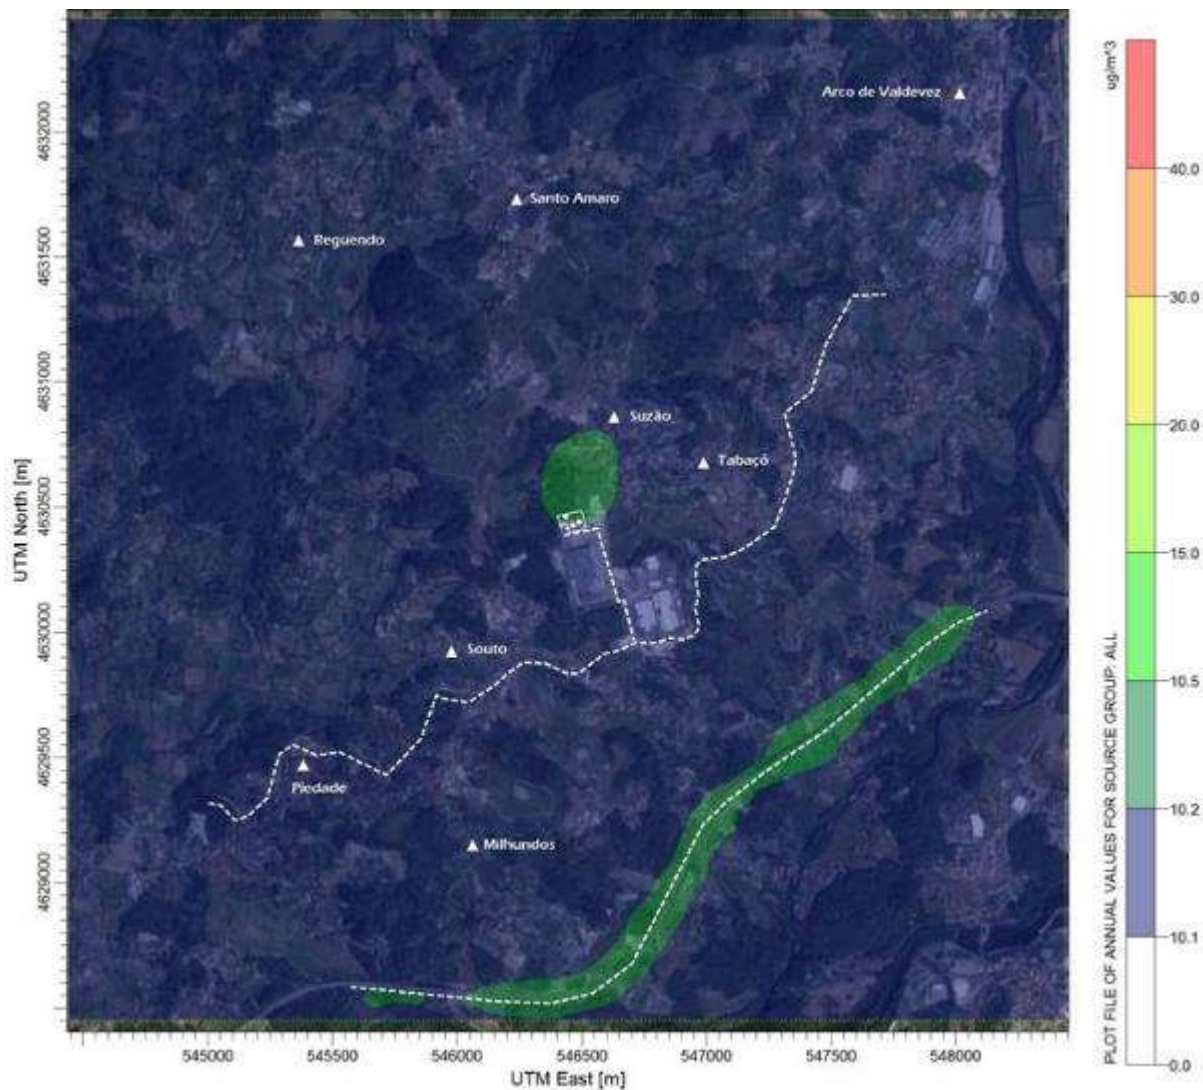 Arco de Valdevez
Santo Amaro
Reguendo
Suzão
Tabaçô
Souto
Piedade
Milhundos
UTM North [m]
4632000
4631500
4631000
4630500
4630000
4629500
4629000
545000
545500
546000
546500
547000
547500
548000
UTM East [m]
ug/m^3
40.0
30.0
20.0
15.0
10.5
10.2
10.1
0.0
PLOT FILE OF ANNUAL VALUES FOR SOURCE GROUP: ALL